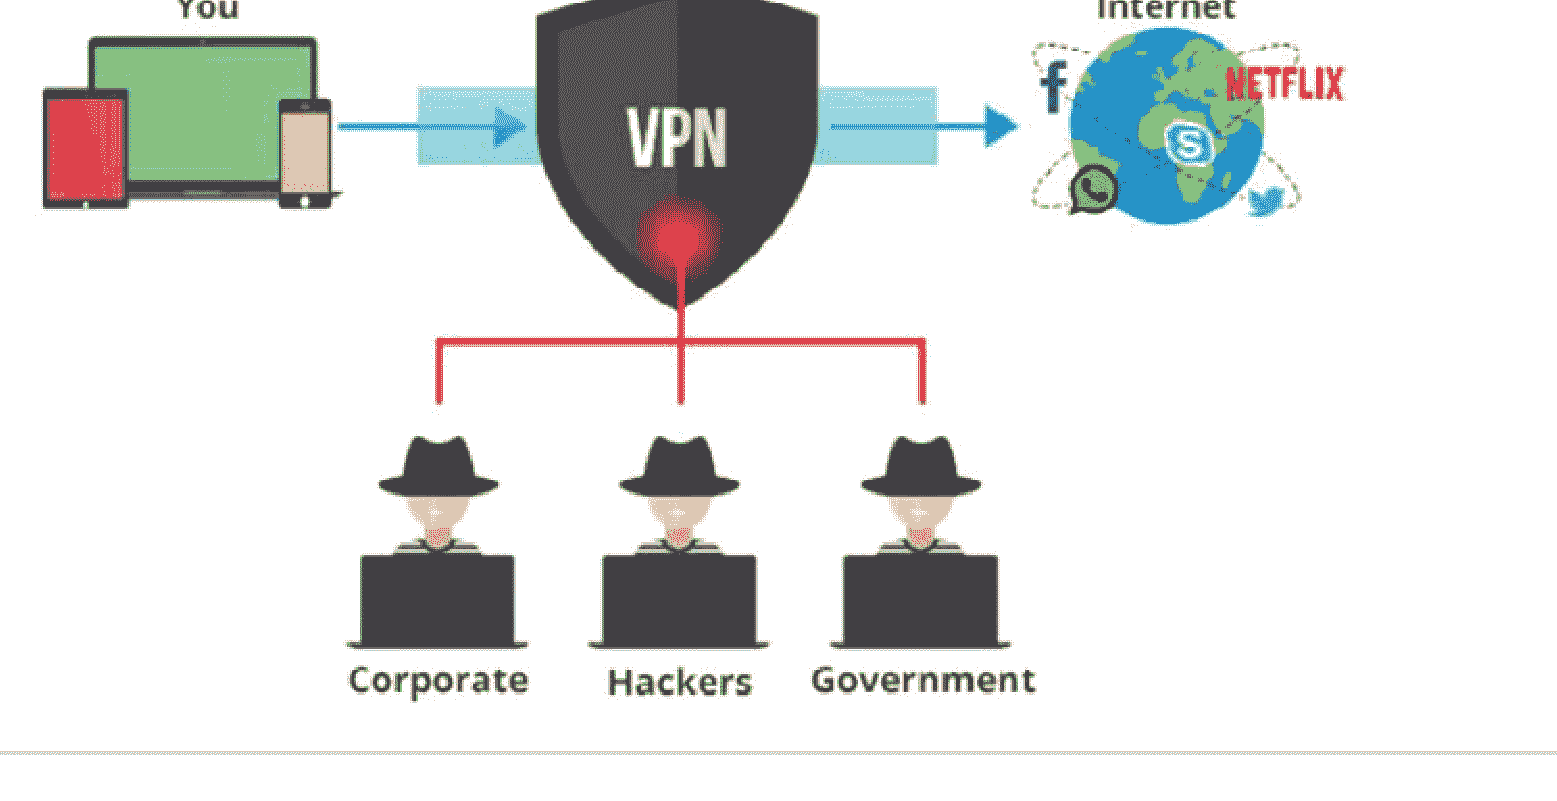 You
Internet
f
NETFLIX
VPN
S
Corporate
Hackers
Government